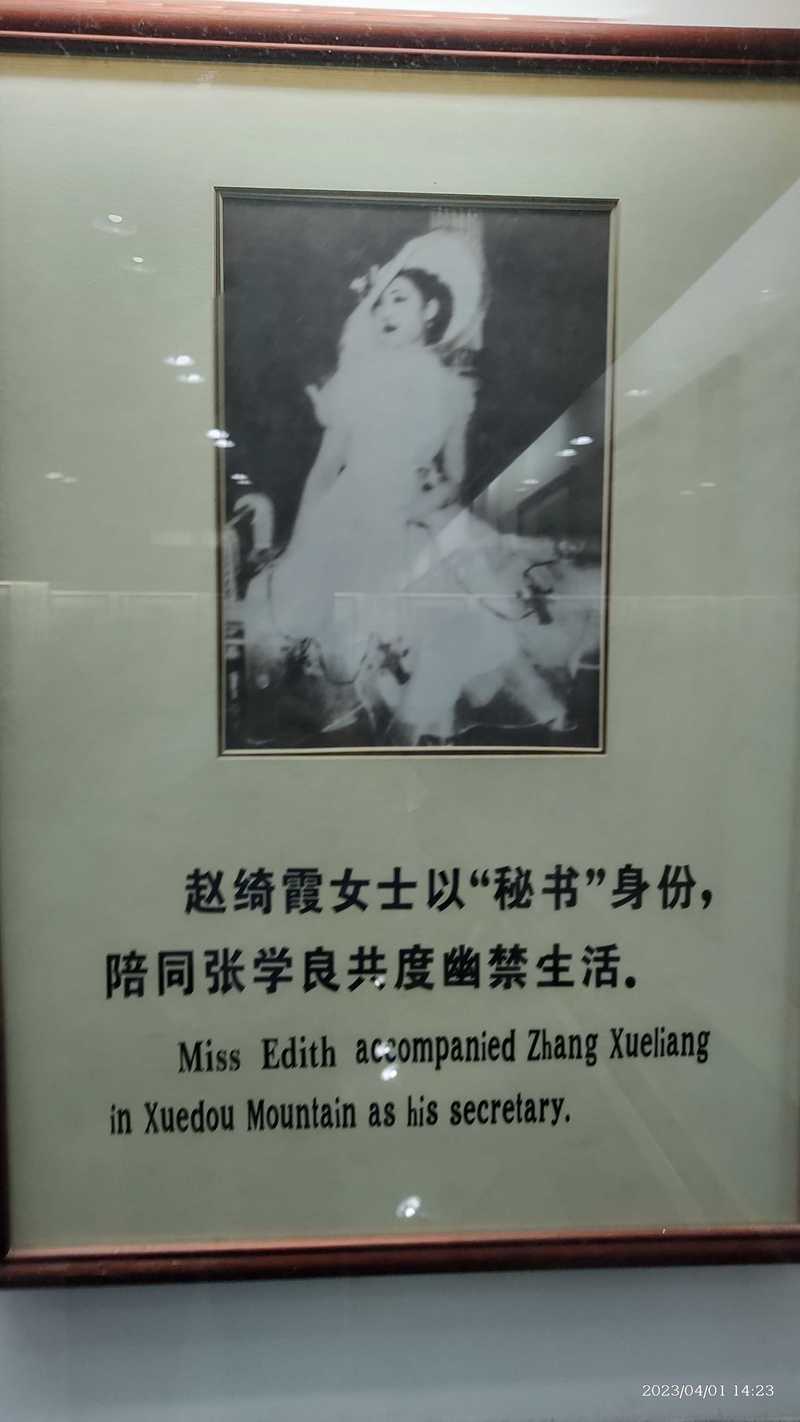 赵绮霞女士以“秘书”身份，
陪同张学良共度幽禁生活.
Miss Edith accompanied Zhang Xueliang
in Xuedou Mountain as his secretary.
2023/04/01 14:23